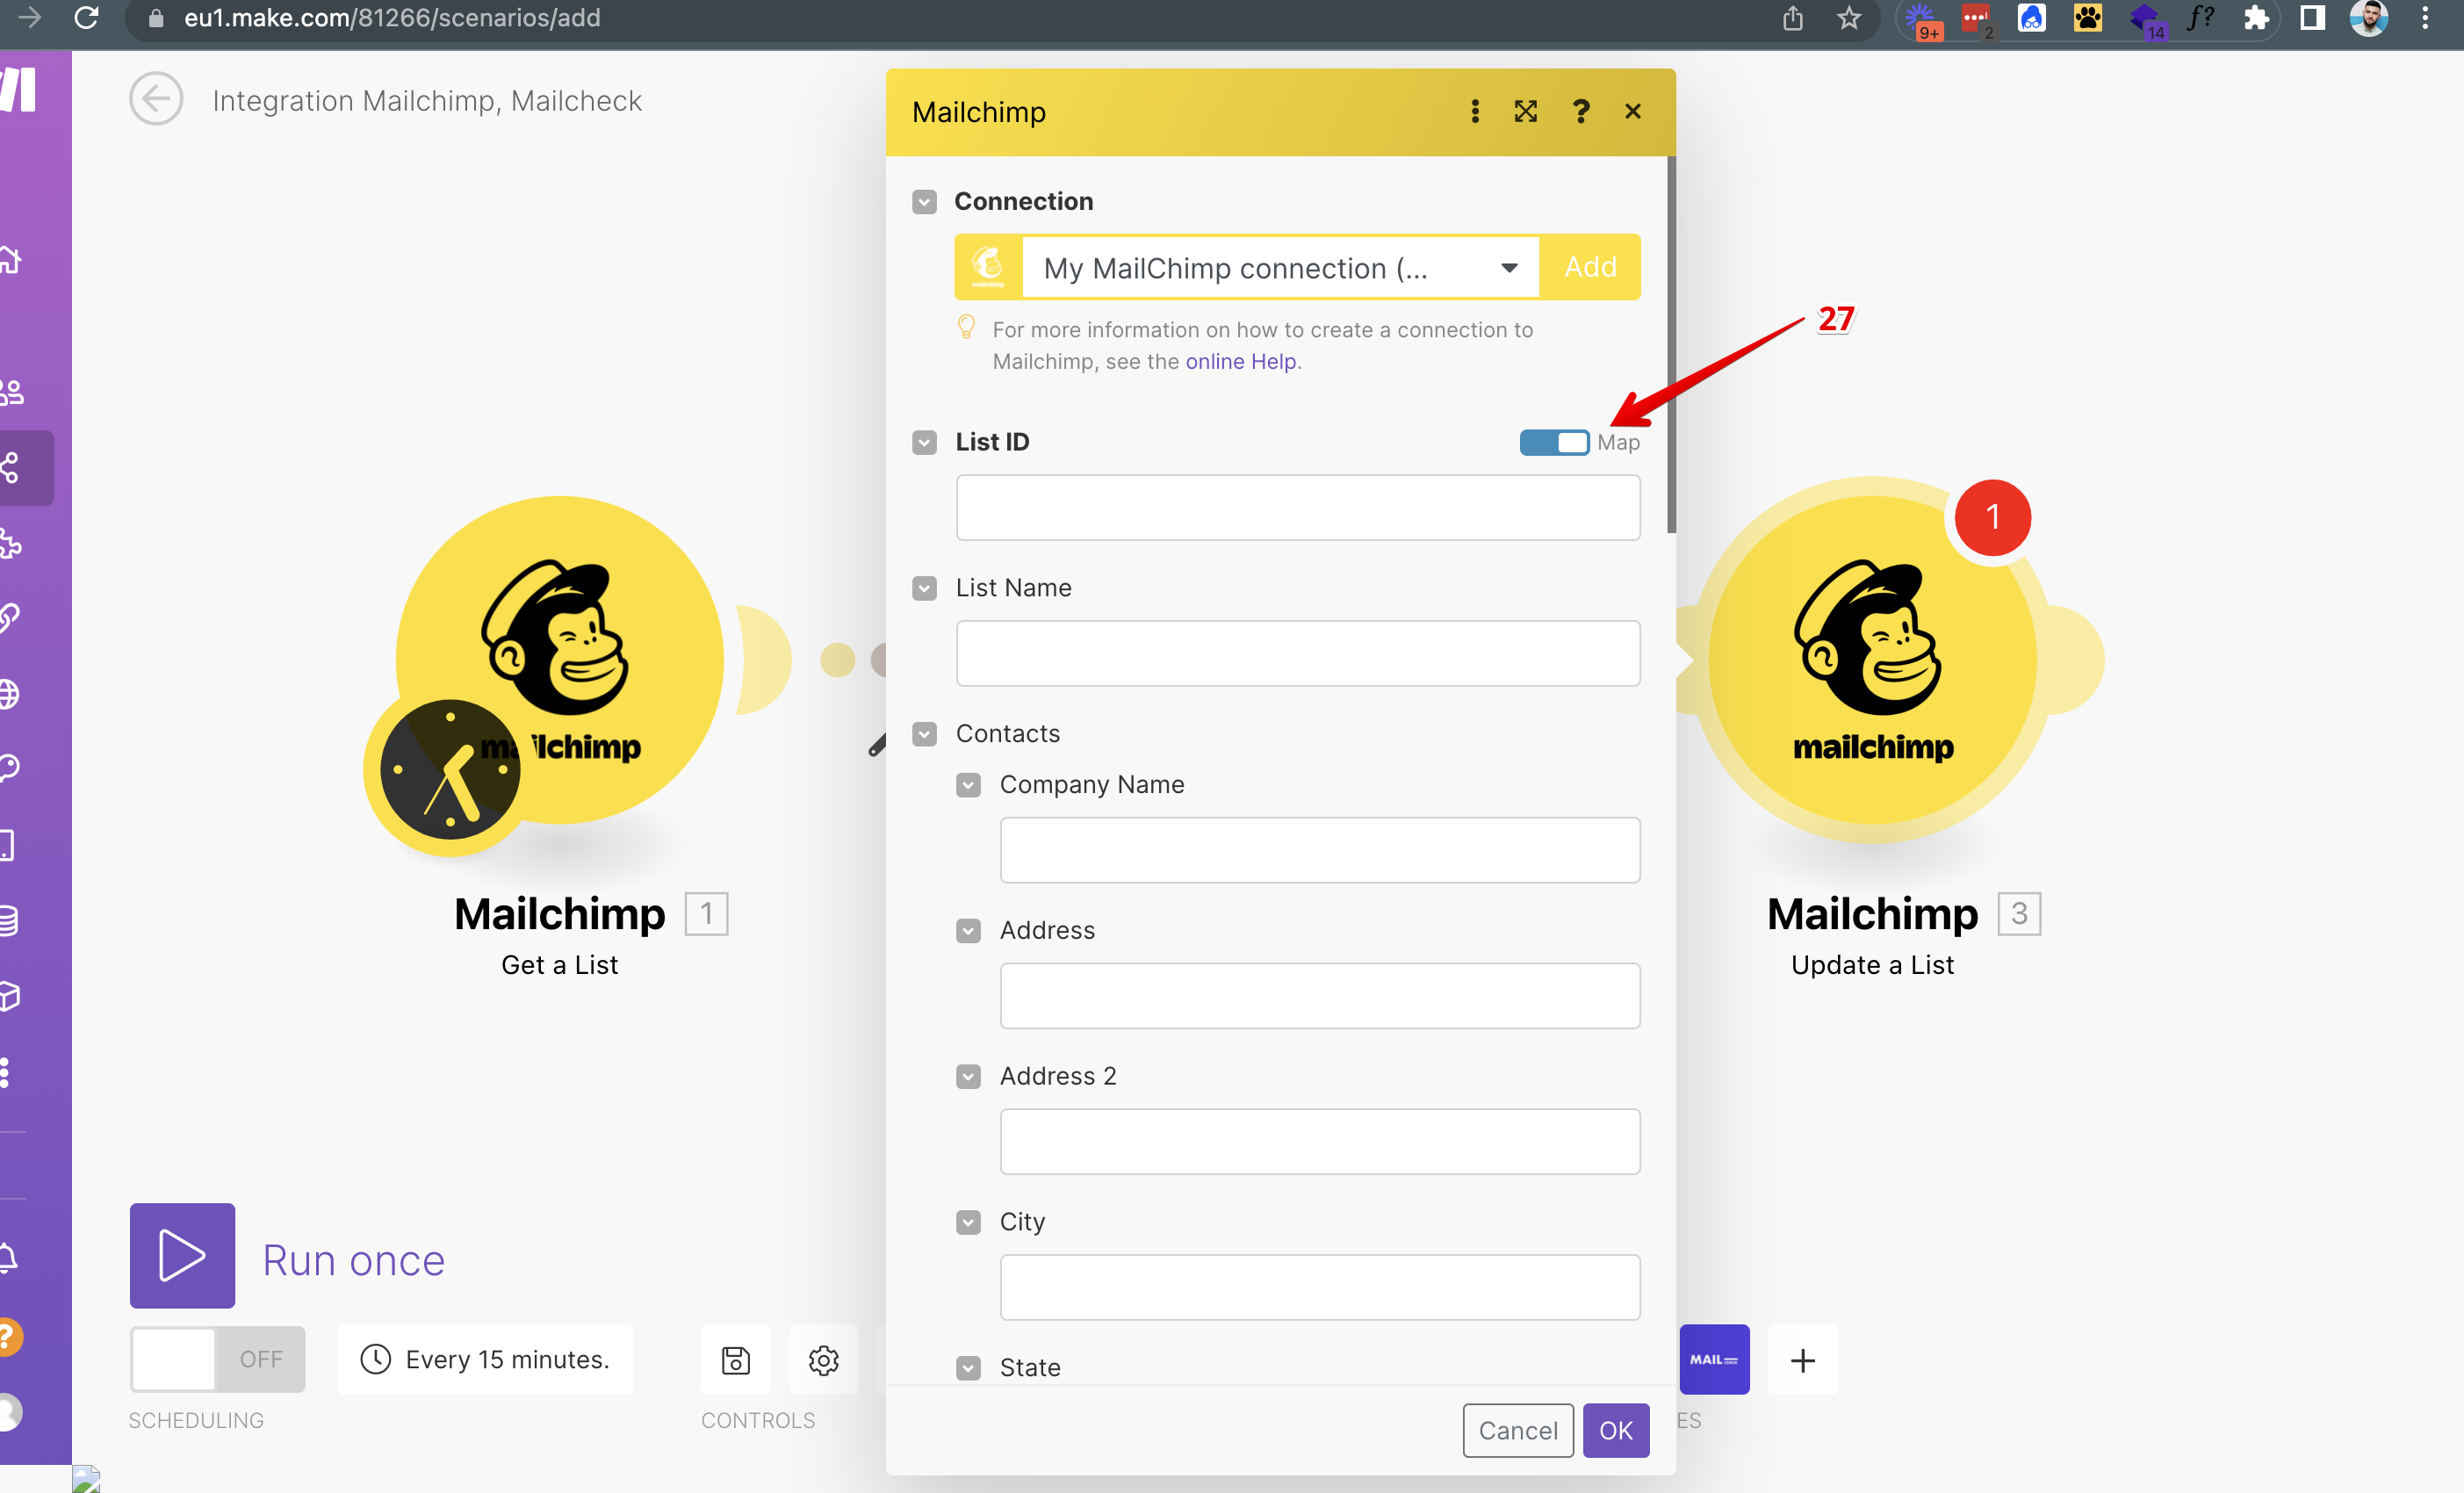 eu1.make.com/81266/scenarios/add
9+
2
14
f?
Integration Mailchimp, Mailcheck
Mailchimp
?
Connection
My MailChimp connection (...
Add
For more information on how to create a connection to
Mailchimp, see the online Help.
27
List ID
Map
List Name
Contacts
Company Name
Address
Address 2
City
State
Cancel
OK
mailchimp
Mailchimp 1
Get a List
1
mailchimp
Mailchimp 3
Update a List
Run once
OFF
Every 15 minutes.
MAIL
SCHEDULING
CONTROLS
ES
?